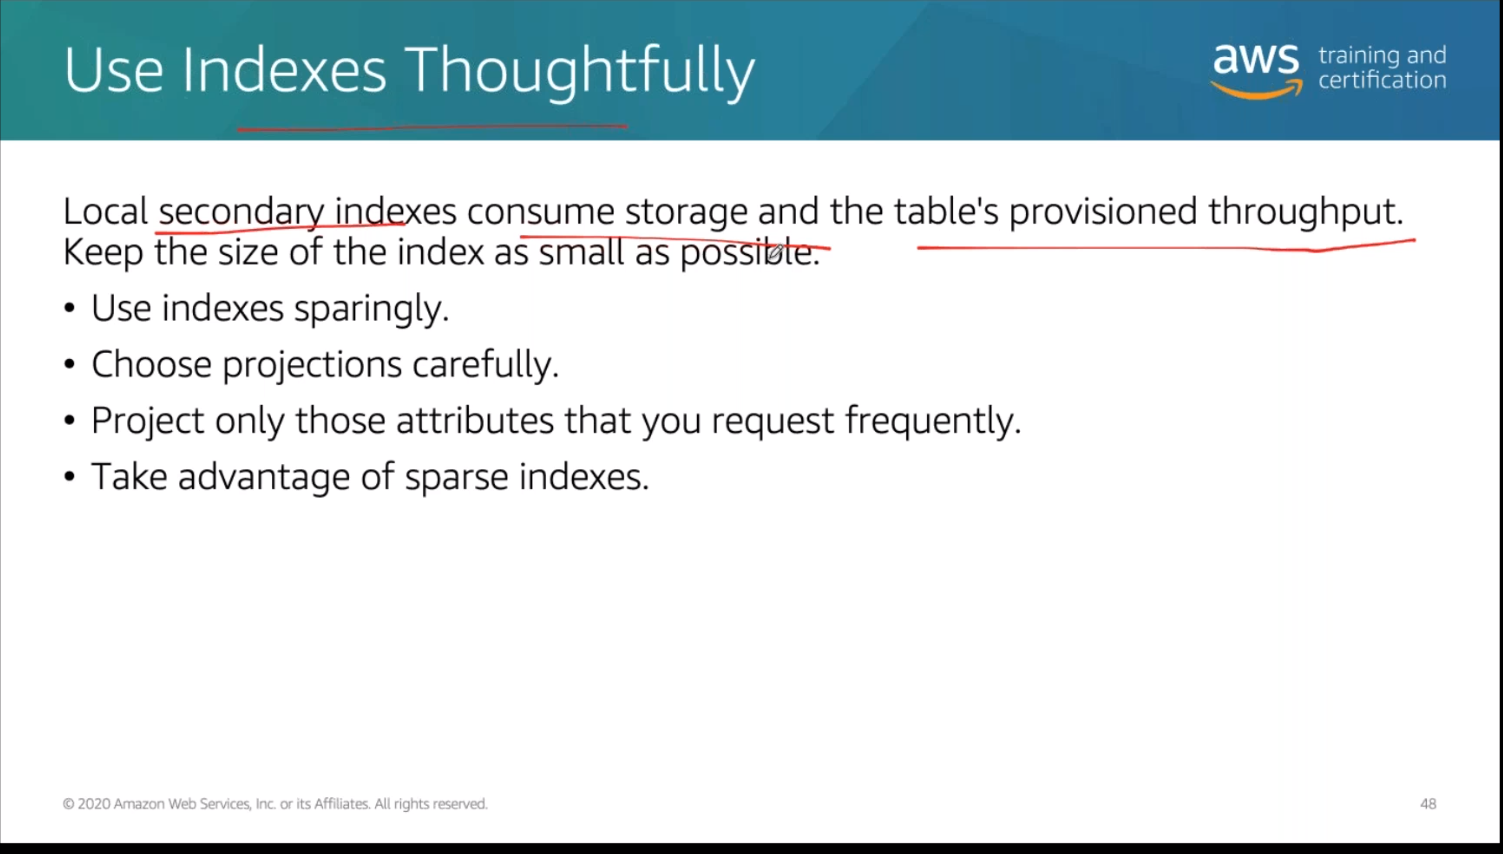 Use Indexes Thoughtfully
aws
training and
certification
Local secondary indexes consume storage and the table's provisioned throughput.
Keep the size of the index as small as possible.
• Use indexes sparingly.
• Choose projections carefully.
• Project only those attributes that you request frequently.
• Take advantage of sparse indexes.
© 2020 Amazon Web Services, Inc. or its Affiliates. All rights reserved.
48